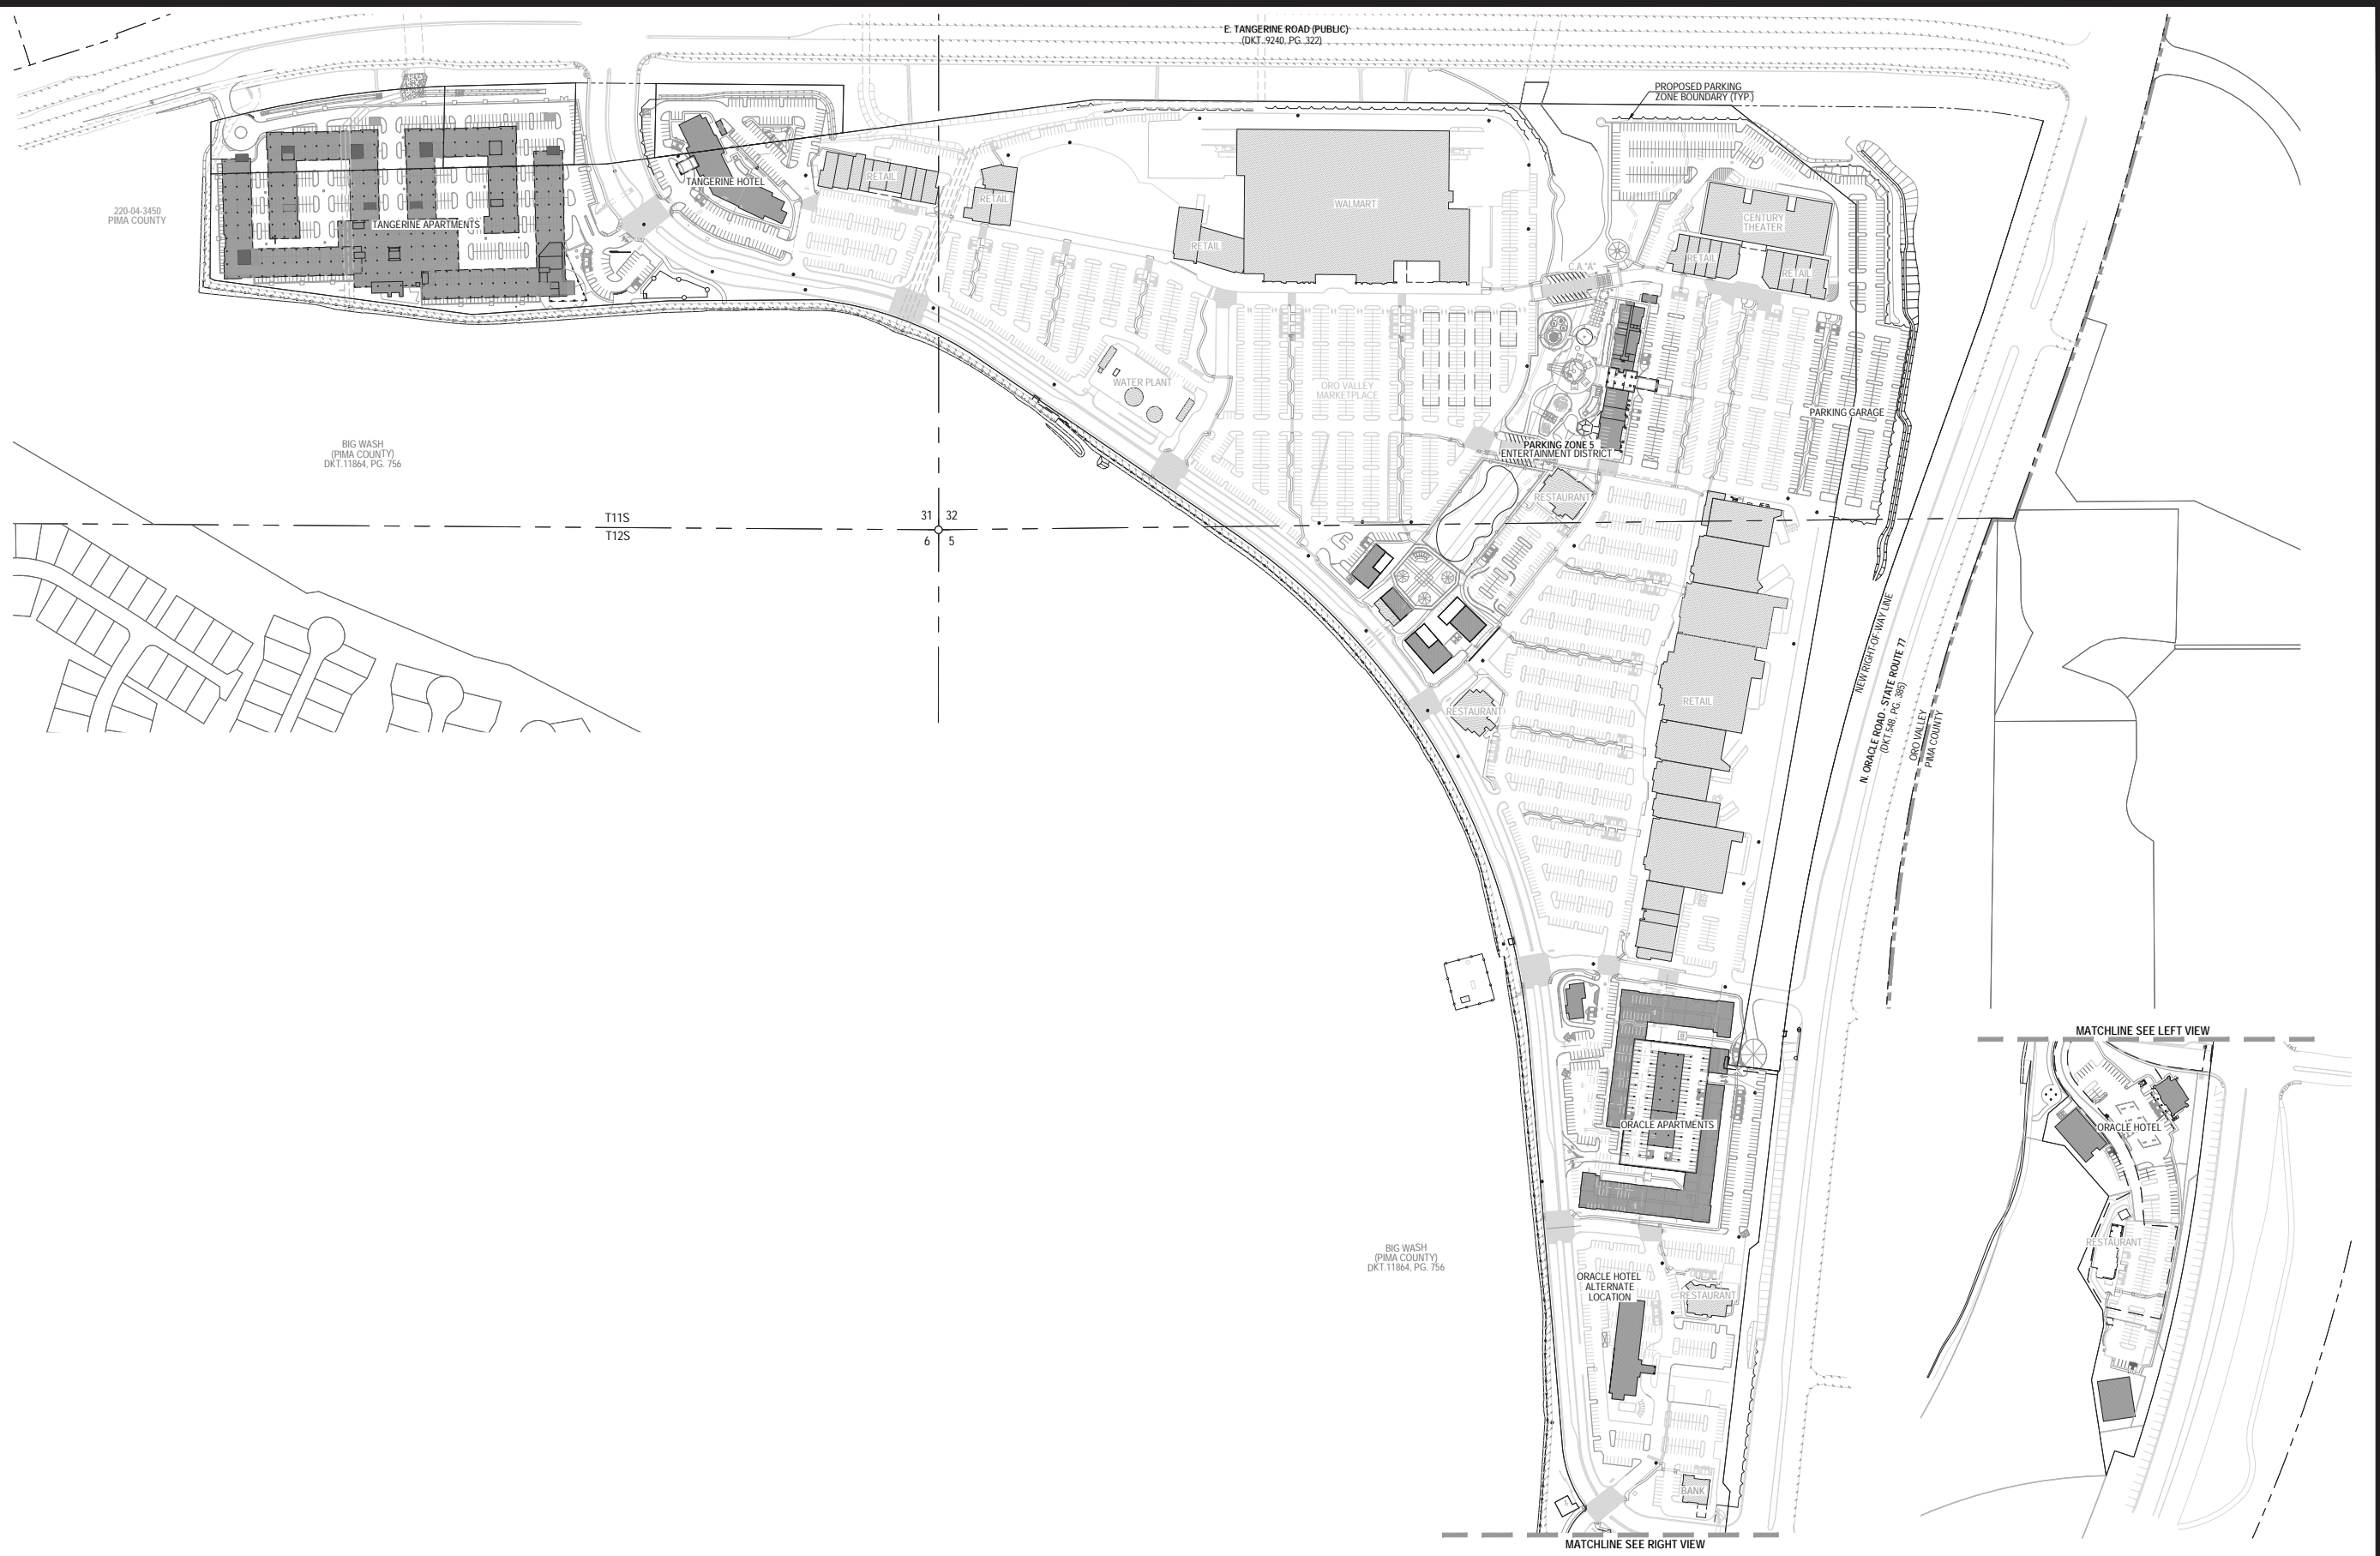 E. TANGERINE ROAD (PUBLIC)
(DKT. 9240, PG. 322)
PROPOSED PARKING
ZONE BOUNDARY (TYP.)
220-04-3450
PIMA COUNTY
TANGERINE APARTMENTS
TANGERINE HOTEL
RETAIL
RETAIL
RETAIL
WALMART
CENTURY
THEATER
RETAIL
RETAIL
C.A. "A"
WATER PLANT
ORO VALLEY
MARKETPLACE
PARKING GARAGE
PARKING ZONE 5
ENTERTAINMENT DISTRICT
BIG WASH
(PIMA COUNTY)
DKT.11864, PG. 756
RESTAURANT
T11S
T12S
31
32
6
5
NEW RIGHT-OF-WAY LINE
N. ORACLE ROAD - STATE ROUTE 77
(DKT.548, PG. 385)
ORO VALLEY
PIMA COUNTY
RETAIL
RESTAURANT
MATCHLINE SEE LEFT VIEW
ORACLE APARTMENTS
ORACLE HOTEL
RESTAURANT
BIG WASH
(PIMA COUNTY)
DKT.11864, PG. 756
ORACLE HOTEL
ALTERNATE
LOCATION
RESTAURANT
BANK
MATCHLINE SEE RIGHT VIEW